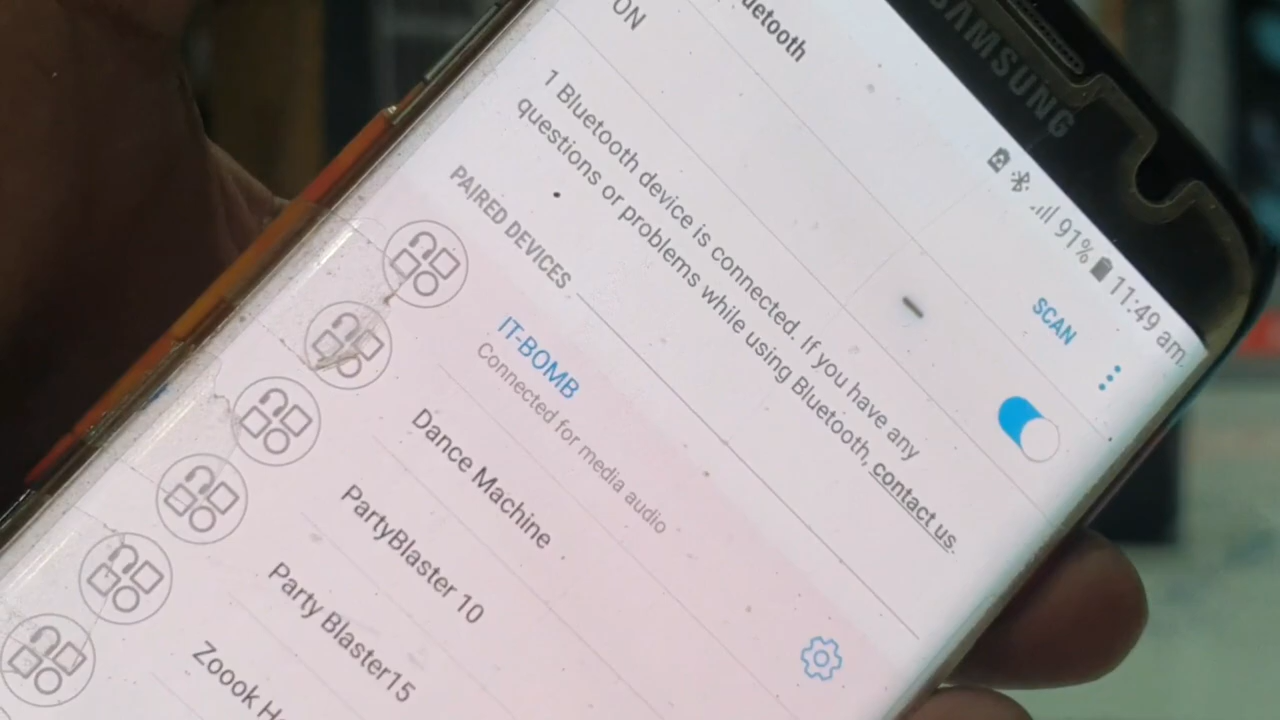 SAMSUNG
91% 11:49 am
SCAN
ON
1 Bluetooth device is connected. If you have any
questions or problems while using Bluetooth, contact us.
PAIRED DEVICES
IT-BOMB
Connected for media audio
Dance Machine
PartyBlaster 10
Party Blaster15
Zoook